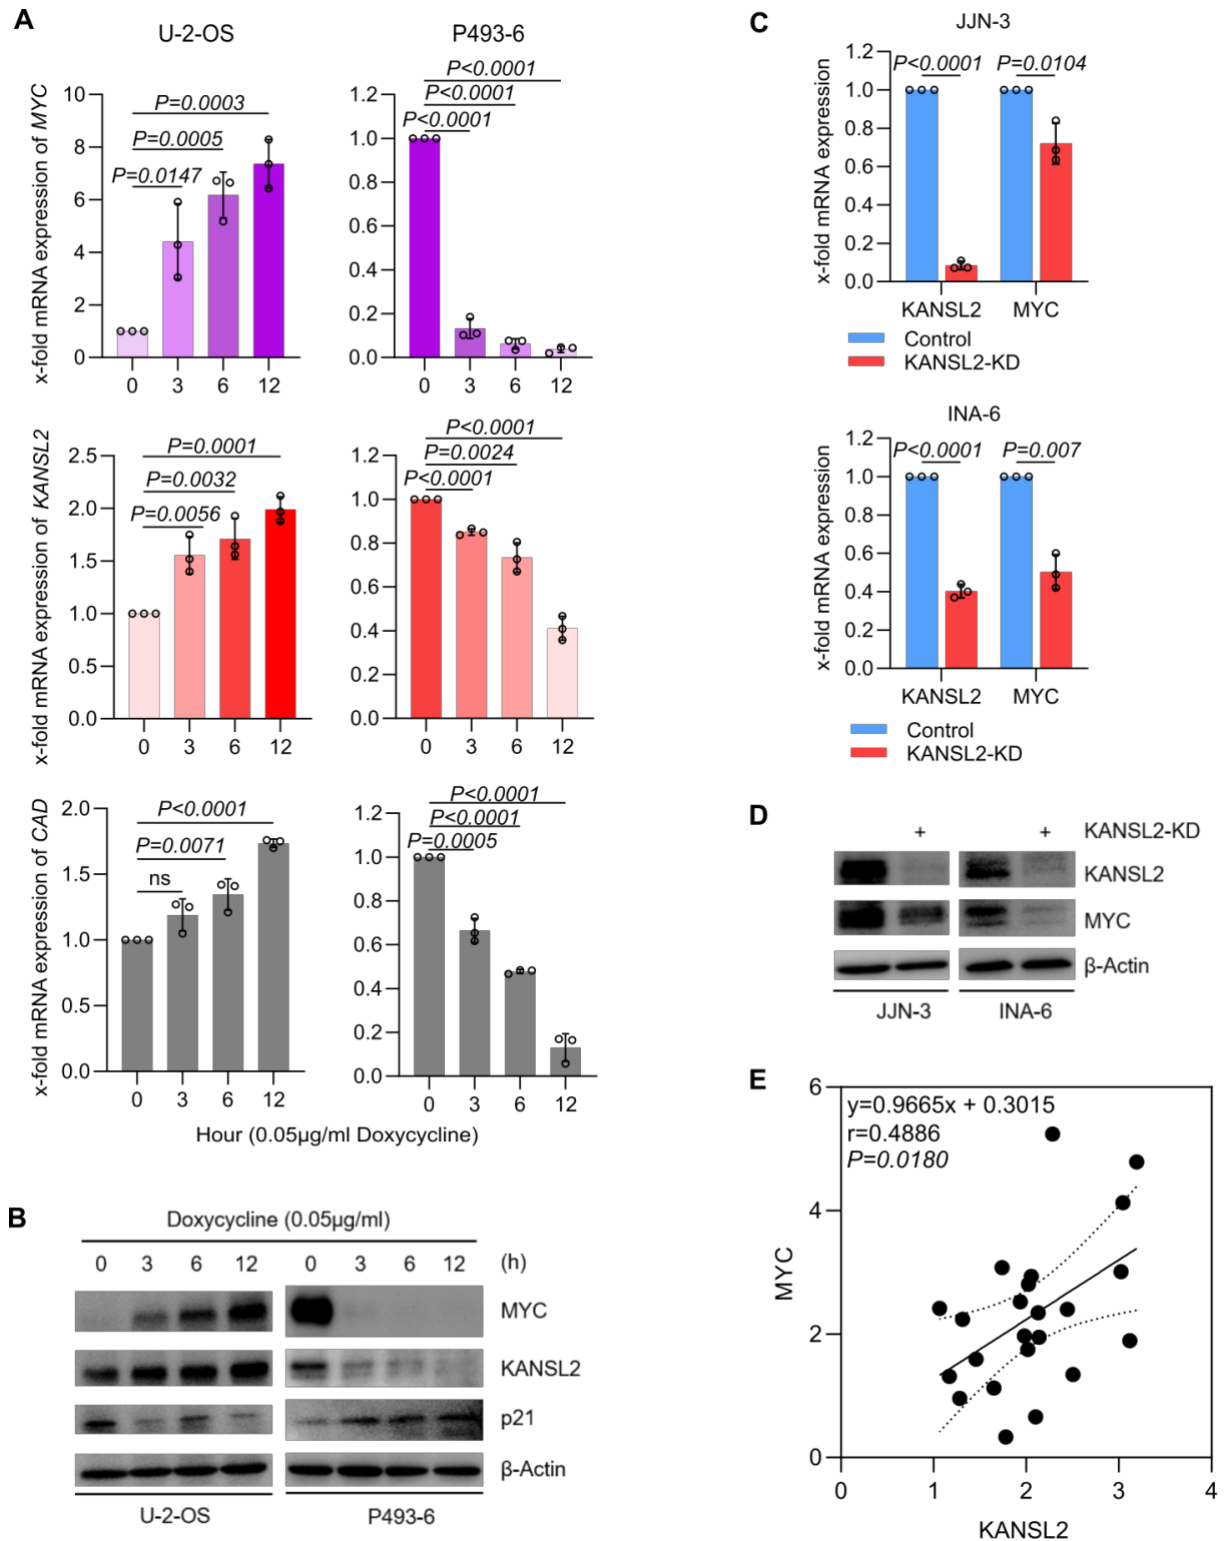 A
U-2-OS
P493-6
x-fold mRNA expression of MYC
10
8
6
4
2
0
P=0.0003
P=0.0005
P=0.0147
0 3 6 12
1.2
1.0
0.8
0.6
0.4
0.2
0.0
P<0.0001
P<0.0001
P<0.0001
0 3 6 12
x-fold mRNA expression of KANSL2
2.5
2.0
1.5
1.0
0.5
0.0
P=0.0001
P=0.0032
P=0.0056
0 3 6 12
1.2
1.0
0.8
0.6
0.4
0.2
0.0
P<0.0001
P=0.0024
P<0.0001
0 3 6 12
x-fold mRNA expression of CAD
2.0
1.5
1.0
0.5
0.0
P<0.0001
P=0.0071
ns
0 3 6 12
1.2
1.0
0.8
0.6
0.4
0.2
0.0
P<0.0001
P<0.0001
P=0.0005
0 3 6 12
Hour (0.05µg/ml Doxycycline)
B
Doxycycline (0.05µg/ml)
0 3 6 12 0 3 6 12 (h)
MYC
KANSL2
p21
β-Actin
U-2-OS
P493-6
C
JJN-3
x-fold mRNA expression
1.2
1.0
0.8
0.6
0.4
0.2
0.0
P<0.0001 P=0.0104
KANSL2 MYC
Control
KANSL2-KD
INA-6
x-fold mRNA expression
1.2
1.0
0.8
0.6
0.4
0.2
0.0
P<0.0001 P=0.007
KANSL2 MYC
Control
KANSL2-KD
D
+ + KANSL2-KD
KANSL2
MYC
β-Actin
JJN-3 INA-6
E
y=0.9665x + 0.3015
r=0.4886
P=0.0180
MYC
6
4
2
0
0 1 2 3 4
KANSL2